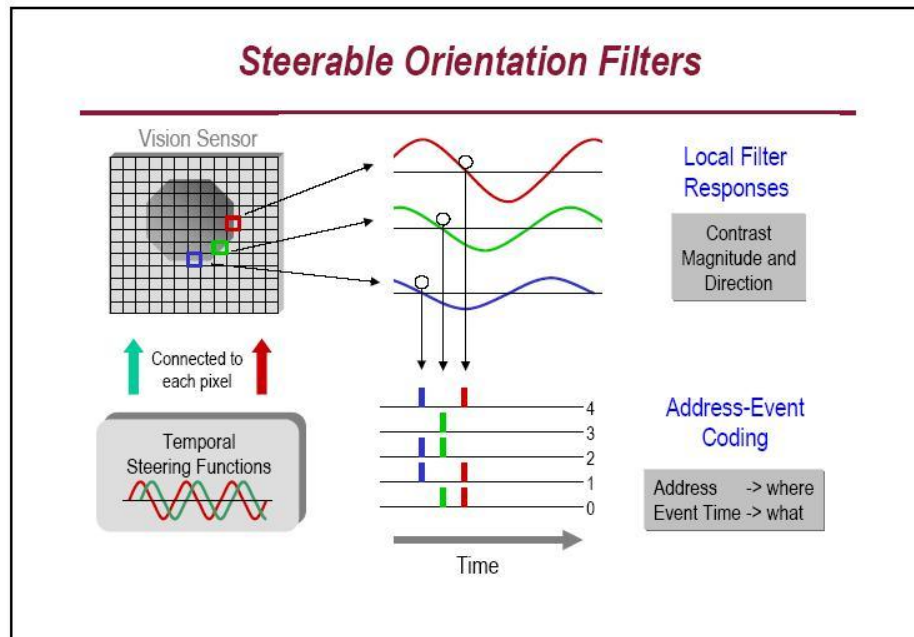 Steerable Orientation Filters
Vision Sensor
Local Filter
Responses
Contrast
Magnitude and
Direction
Connected to
each pixel
Temporal
Steering Functions
4
3
2
1
0
Time
Address-Event
Coding
Address -> where
Event Time -> what